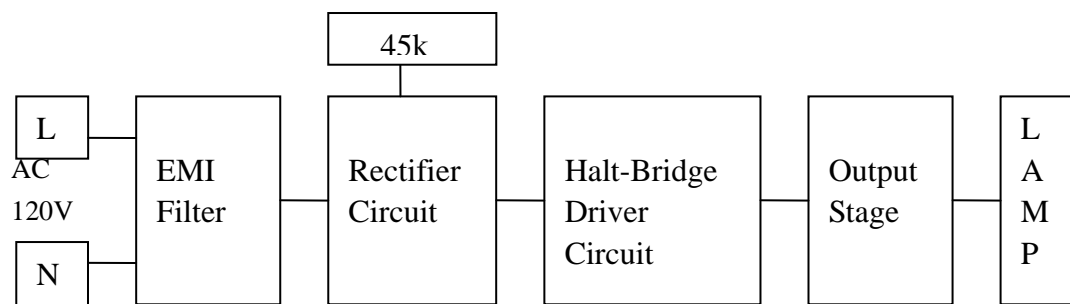 45k
L
AC
120V
N
EMI
Filter
Rectifier
Circuit
Halt-Bridge
Driver
Circuit
Output
Stage
L
A
M
P